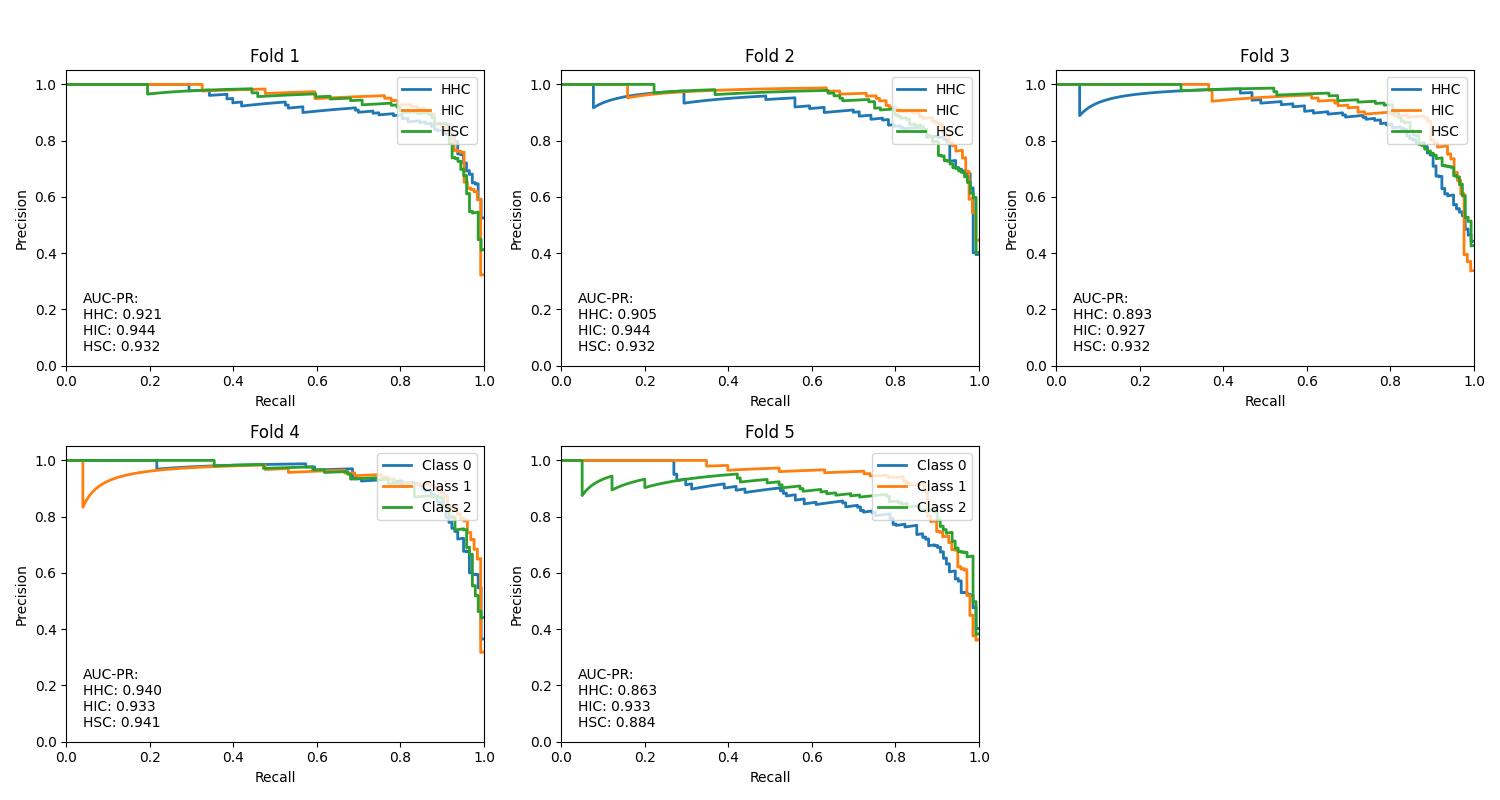 Fold 1
1.0
0.8
0.6
0.4
0.2
0.0
Precision
HHC
HIC
HSC
AUC-PR:
HHC: 0.921
HIC: 0.944
HSC: 0.932
0.0 0.2 0.4 0.6 0.8 1.0
Recall
Fold 2
1.0
0.8
0.6
0.4
0.2
0.0
Precision
HHC
HIC
HSC
AUC-PR:
HHC: 0.905
HIC: 0.944
HSC: 0.932
0.0 0.2 0.4 0.6 0.8 1.0
Recall
Fold 3
1.0
0.8
0.6
0.4
0.2
0.0
Precision
HHC
HIC
HSC
AUC-PR:
HHC: 0.893
HIC: 0.927
HSC: 0.932
0.0 0.2 0.4 0.6 0.8 1.0
Recall
Fold 4
1.0
0.8
0.6
0.4
0.2
0.0
Precision
Class 0
Class 1
Class 2
AUC-PR:
HHC: 0.940
HIC: 0.933
HSC: 0.941
0.0 0.2 0.4 0.6 0.8 1.0
Recall
Fold 5
1.0
0.8
0.6
0.4
0.2
0.0
Precision
Class 0
Class 1
Class 2
AUC-PR:
HHC: 0.863
HIC: 0.933
HSC: 0.884
0.0 0.2 0.4 0.6 0.8 1.0
Recall